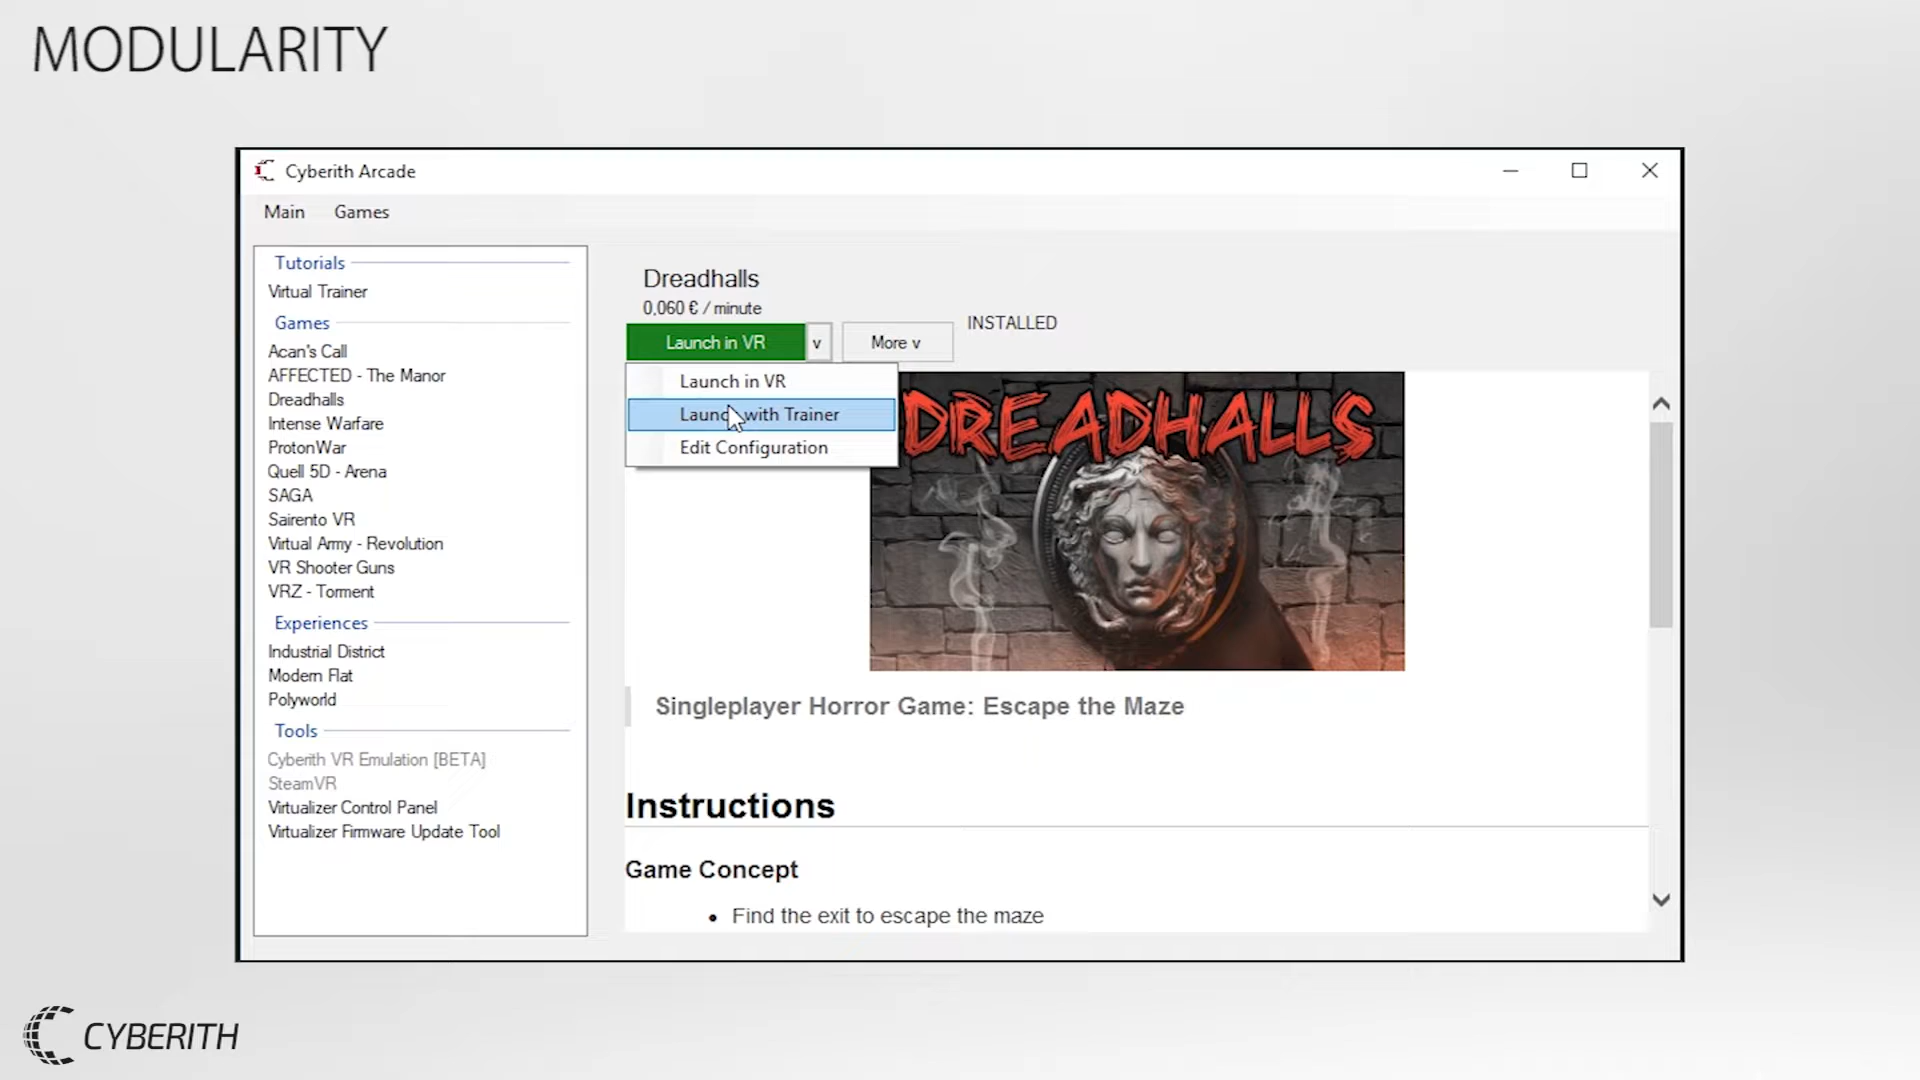 MODULARITY
Cyberith Arcade
Main Games
Tutorials
Virtual Trainer
Games
Acan's Call
AFFECTED - The Manor
Dreadhalls
Intense Warfare
ProtonWar
Quell 5D - Arena
SAGA
Sairento VR
Virtual Army - Revolution
VR Shooter Guns
VRZ - Torment
Experiences
Industrial District
Modern Flat
Polyworld
Tools
Cyberith VR Emulation [BETA]
SteamVR
Virtualizer Control Panel
Virtualizer Firmware Update Tool
Dreadhalls
0,060 € / minute
Launch in VR v More v INSTALLED
Launch in VR
Launch with Trainer
Edit Configuration
DREADHALLS
Singleplayer Horror Game: Escape the Maze
Instructions
Game Concept
• Find the exit to escape the maze
CYBERITH